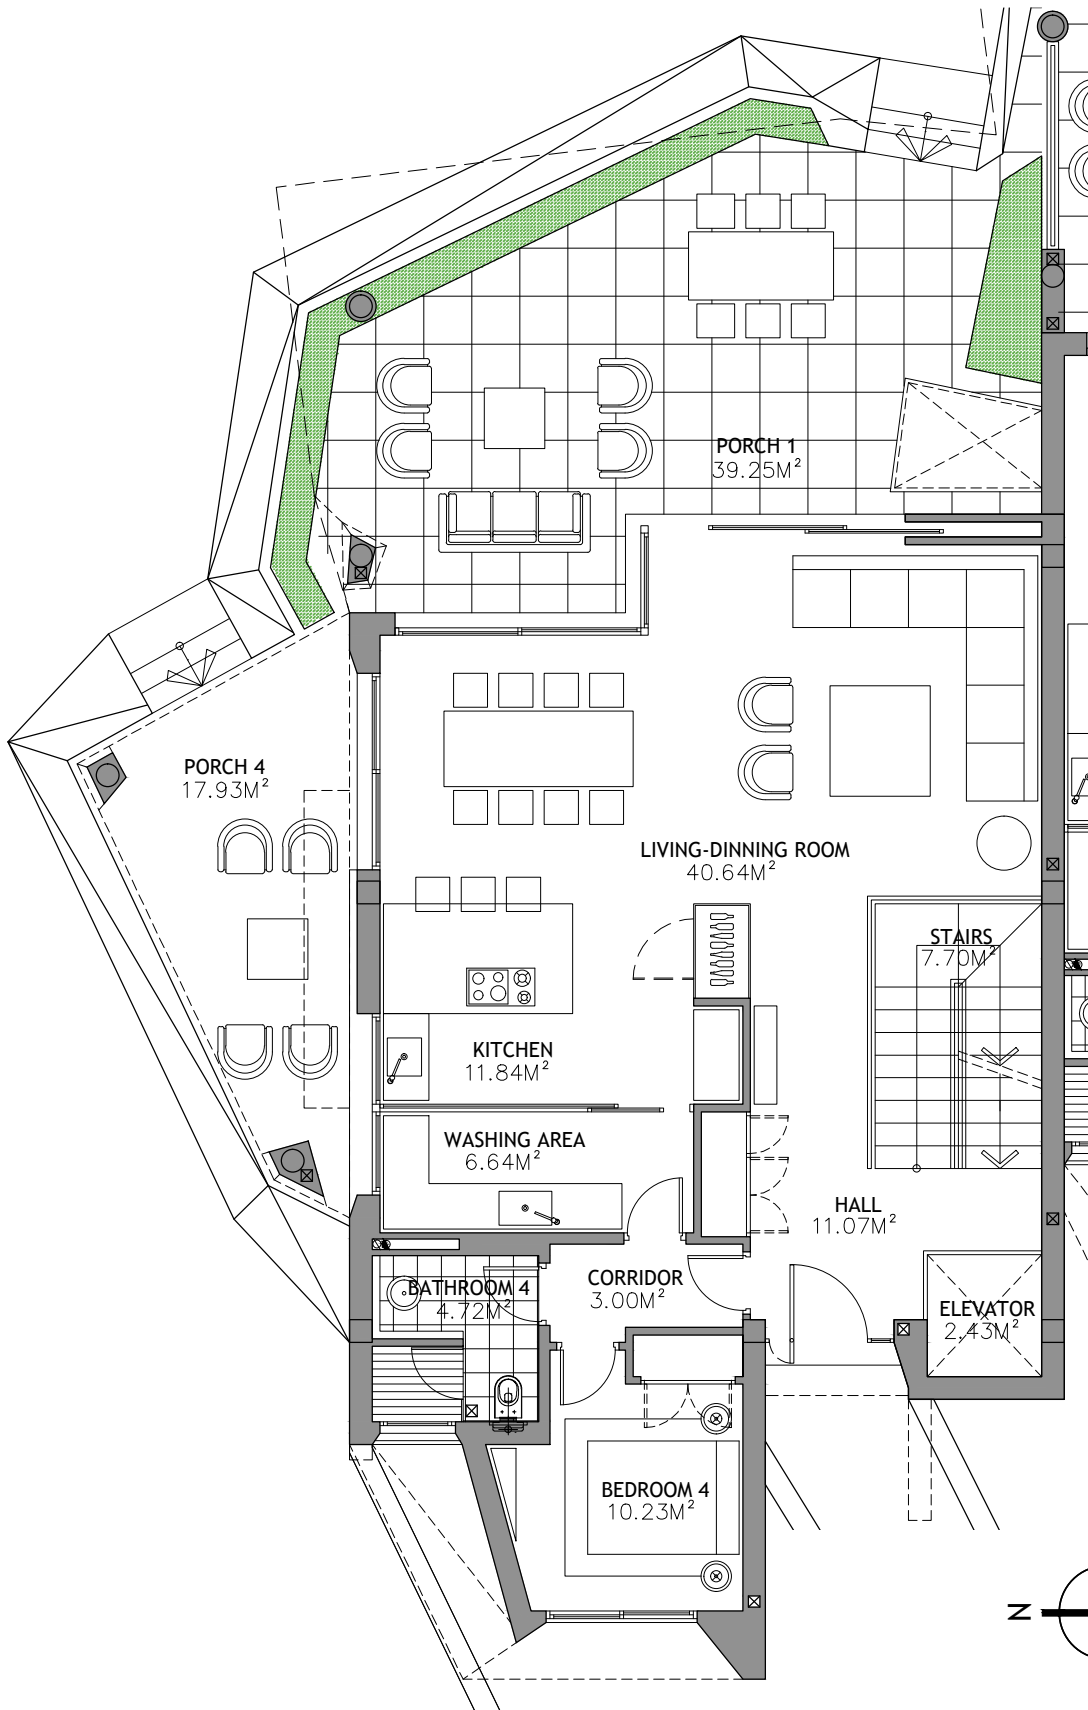 PORCH 1
39.25M²
PORCH 4
17.93M²
LIVING-DINNING ROOM
40.64M²
STAIRS
7.70M²
KITCHEN
11.84M²
WASHING AREA
6.64M²
HALL
11.07M²
CORRIDOR
3.00M²
BATHROOM 4
4.72M²
ELEVATOR
2.43M²
BEDROOM 4
10.23M²
N